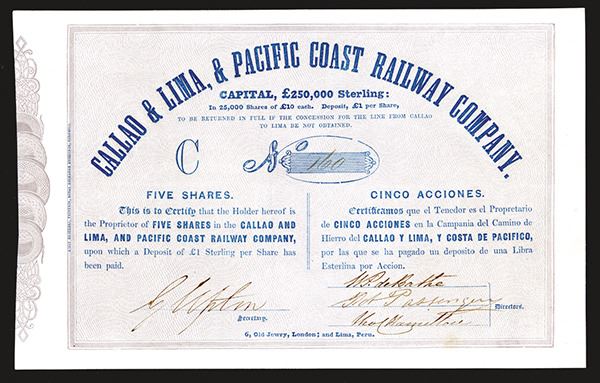 CALLAO & LIMA, & PACIFIC COAST RAILWAY COMPANY.
CAPITAL, £250,000 Sterling:
In 25,000 Shares of £10 each. Deposit, £1 per Share,
TO BE RETURNED IN FULL IF THE CONCESSION FOR THE LINE FROM CALLAO
TO LIMA BE NOT OBTAINED.
C No 160
FIVE SHARES.
This is to Certify that the Holder hereof is
the Proprietor of FIVE SHARES in the CALLAO AND
LIMA, AND PACIFIC COAST RAILWAY COMPANY,
upon which a Deposit of £1 Sterling per Share has
been paid.
CINCO ACCIONES.
Certificamos que el Tenedor es el Propretario
de CINCO ACCIONES en la Campania del Camino de
Hierro del CALLAO Y LIMA, Y COSTA DE PACIFICO,
por las que se ha pagado un deposito de una Libra
Esterlina por Accion.
Secretary.
Directors.
6, Old Jewry, London; and Lima, Peru.